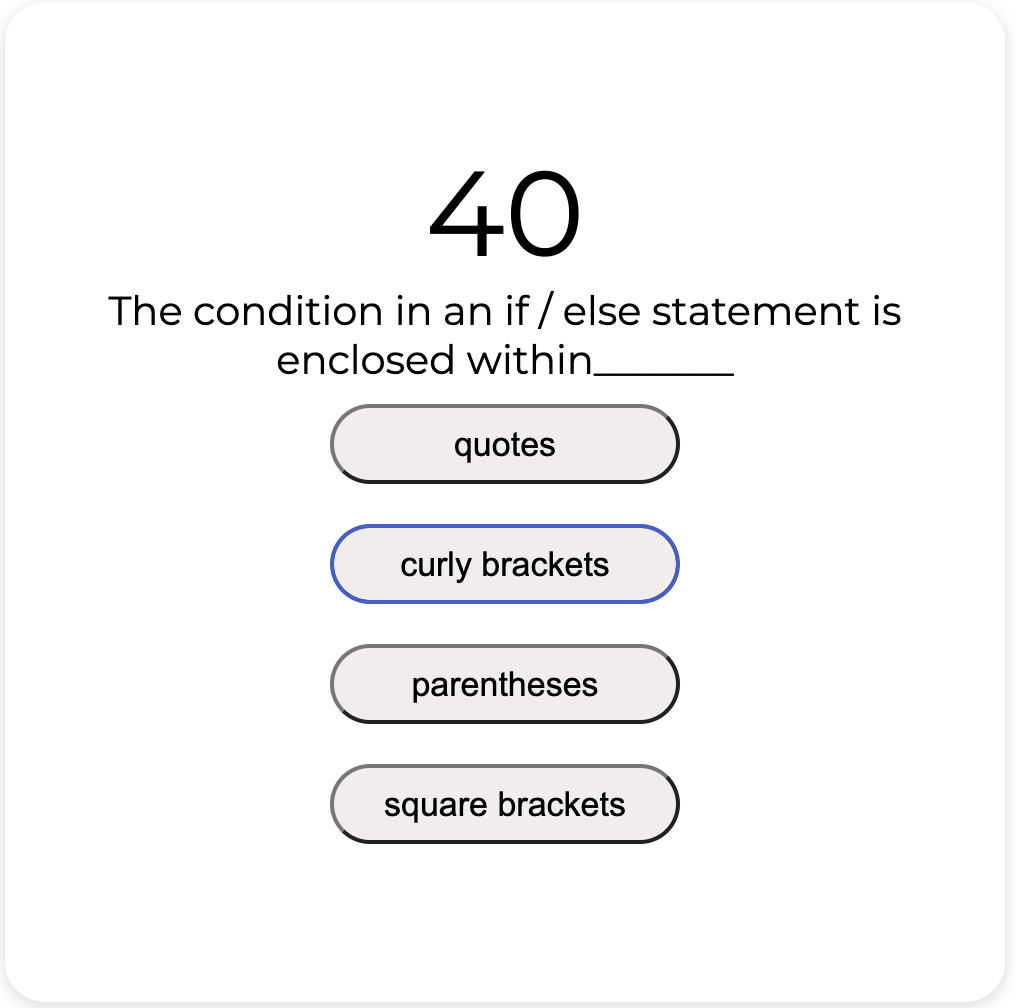 40
The condition in an if / else statement is
enclosed within_______
quotes
curly brackets
parentheses
square brackets